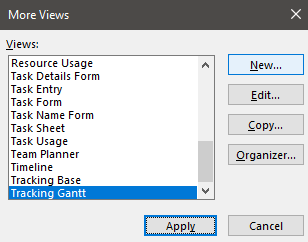 More Views
Views:
Resource Usage
Task Details Form
Task Entry
Task Form
Task Name Form
Task Sheet
Task Usage
Team Planner
Timeline
Tracking Base
Tracking Gantt
New...
Edit...
Copy...
Organizer...
Apply
Cancel